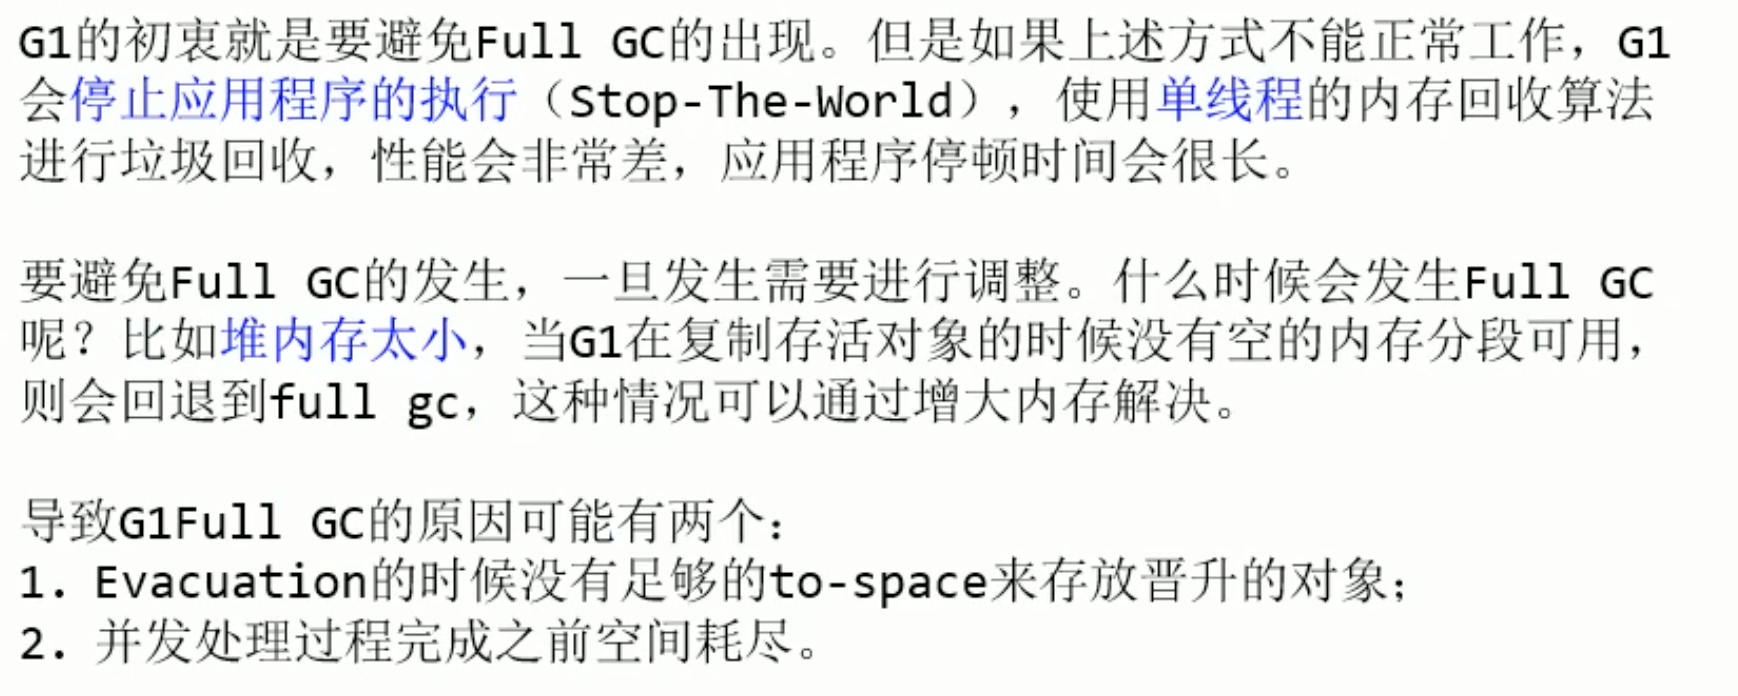 G1的初衷就是要避免Full GC的出现。但是如果上述方式不能正常工作，G1
会停止应用程序的执行（Stop-The-World），使用单线程的内存回收算法
进行垃圾回收，性能会非常差，应用程序停顿时间会很长。
要避免Full GC的发生，一旦发生需要进行调整。什么时候会发生Full GC
呢？比如堆内存太小，当G1在复制存活对象的时候没有空的内存分段可用，
则会回退到full gc，这种情况可以通过增大内存解决。
导致G1Full GC的原因可能有两个：
1. Evacuation的时候没有足够的to-space来存放晋升的对象；
2. 并发处理过程完成之前空间耗尽。